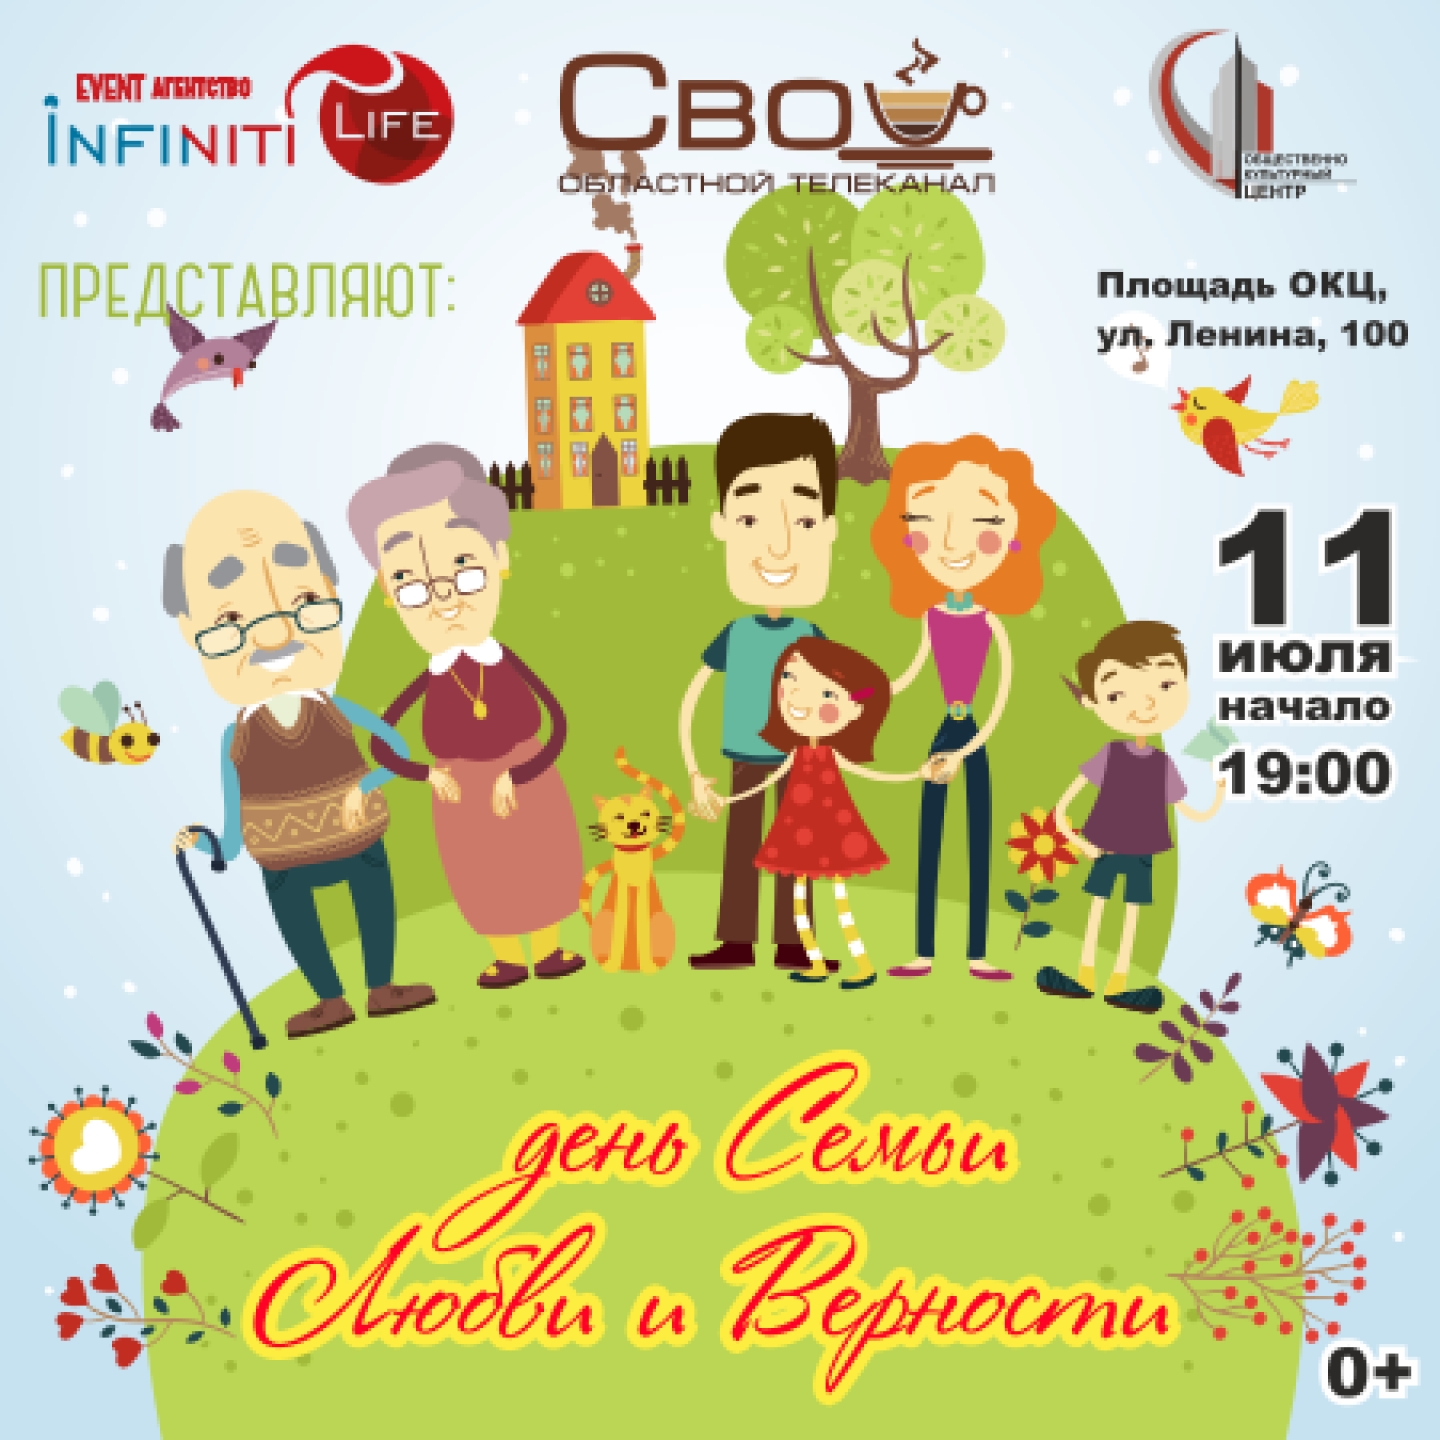 EVENT АГЕНТСТВО
INFINITI LIFE
СВОЁ
ОБЛАСТНОЙ ТЕЛЕКАНАЛ
ОБЩЕСТВЕННО
КУЛЬТУРНЫЙ
ЦЕНТР
ПРЕДСТАВЛЯЮТ:
Площадь ОКЦ,
ул. Ленина, 100
11
июля
начало
19:00
день Семьи
Любви и Верности
0+